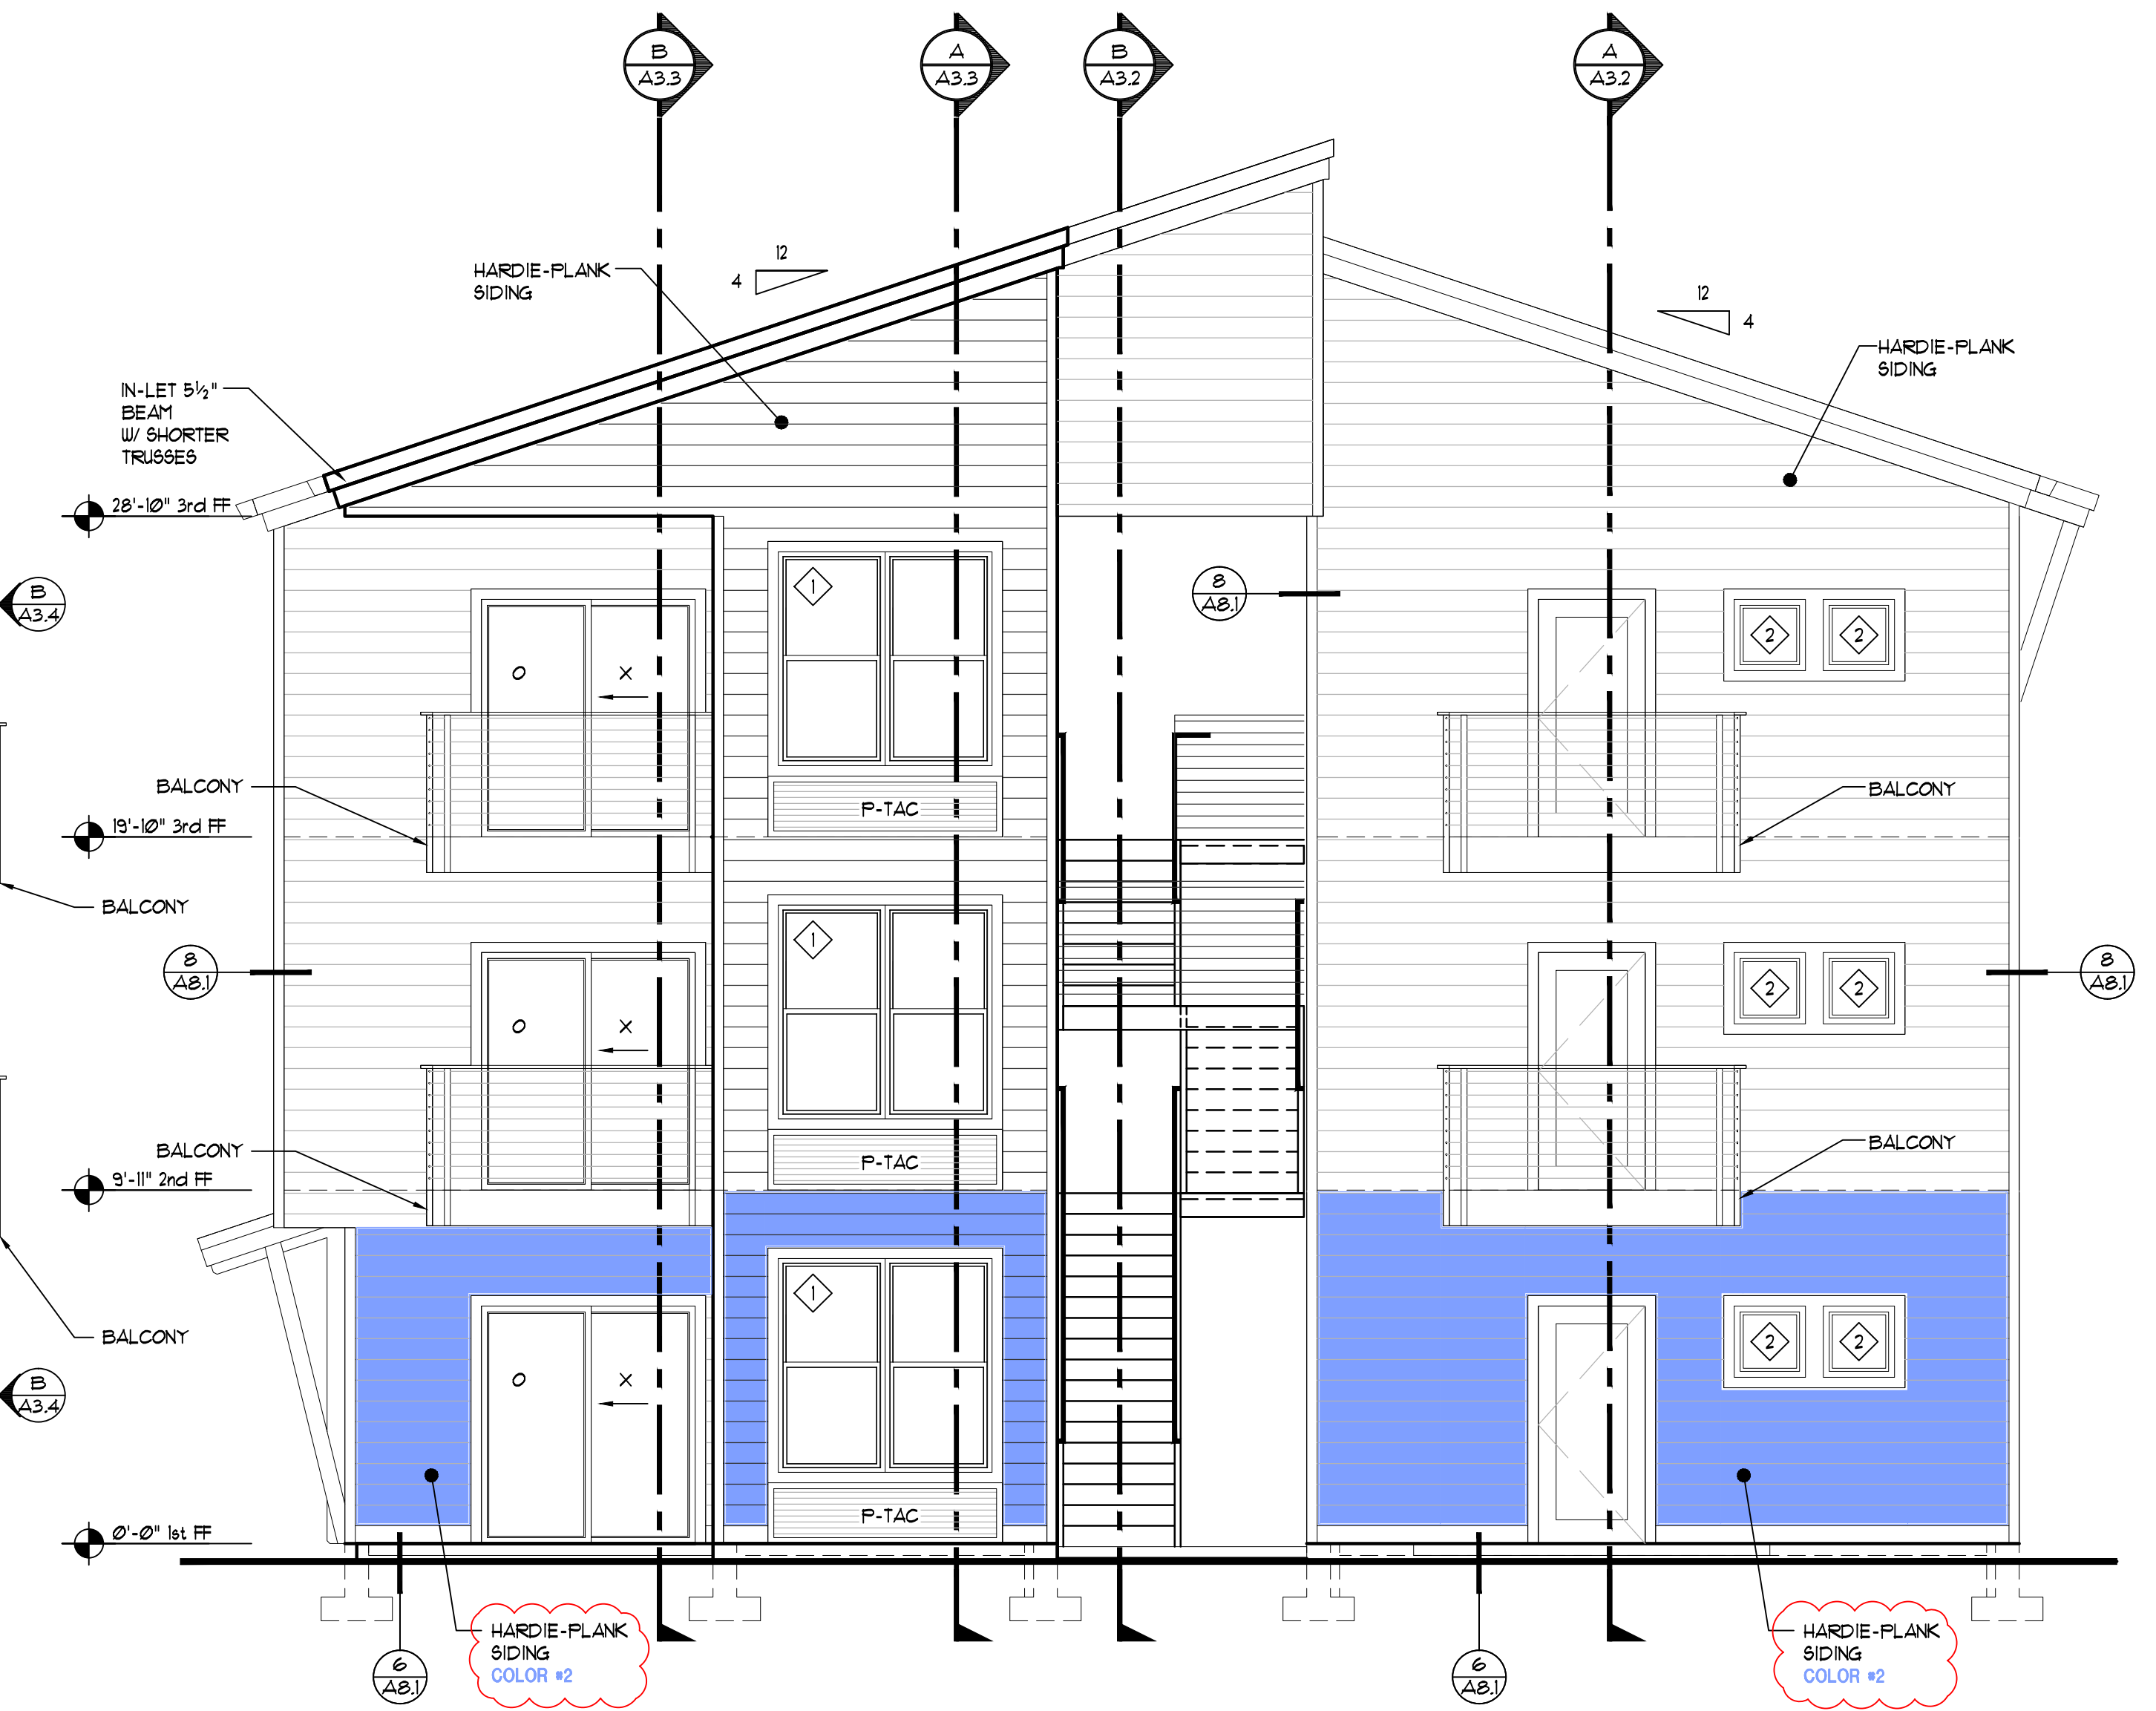 B
A3.3
A
A3.3
B
A3.2
A
A3.2
12
4
HARDIE-PLANK
SIDING
12
4
HARDIE-PLANK
SIDING
IN-LET 5½"
BEAM
W/ SHORTER
TRUSSES
28'-10" 3rd FF
B
A3.4
1
8
A8.1
2
2
O
X
BALCONY
P-TAC
BALCONY
19'-10" 3rd FF
BALCONY
1
8
A8.1
2
2
8
A8.1
O
X
BALCONY
P-TAC
BALCONY
9'-11" 2nd FF
1
2
2
BALCONY
B
A3.4
O
X
P-TAC
0'-0" 1st FF
HARDIE-PLANK
SIDING
COLOR #2
6
A8.1
6
A8.1
HARDIE-PLANK
SIDING
COLOR #2